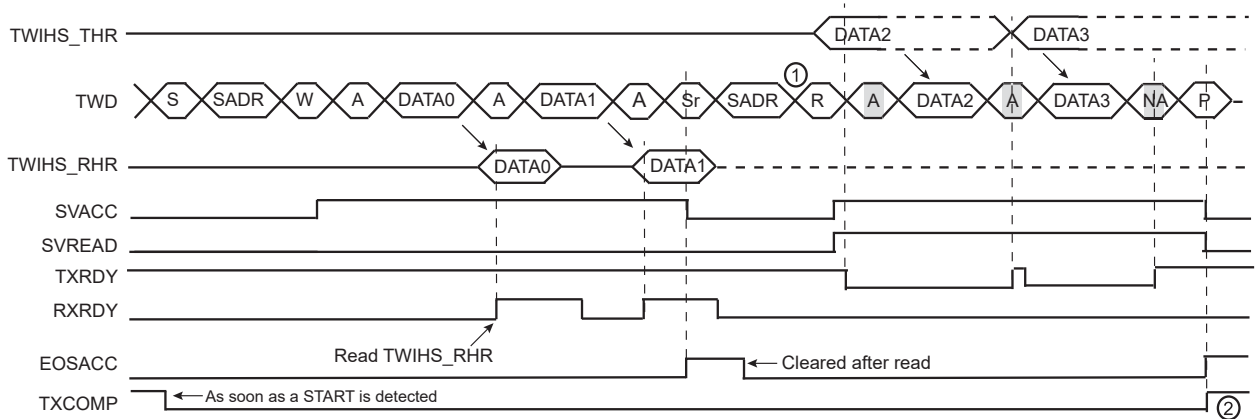 TWIHS_THR DATA2 DATA3
1
TWD S SADR W A DATA0 A DATA1 A Sr SADR R A DATA2 A DATA3 NA P
TWIHS_RHR DATA0 DATA1
SVACC
SVREAD
TXRDY
RXRDY
Read TWIHS_RHR
EOSACC Cleared after read
As soon as a START is detected
TXCOMP 2